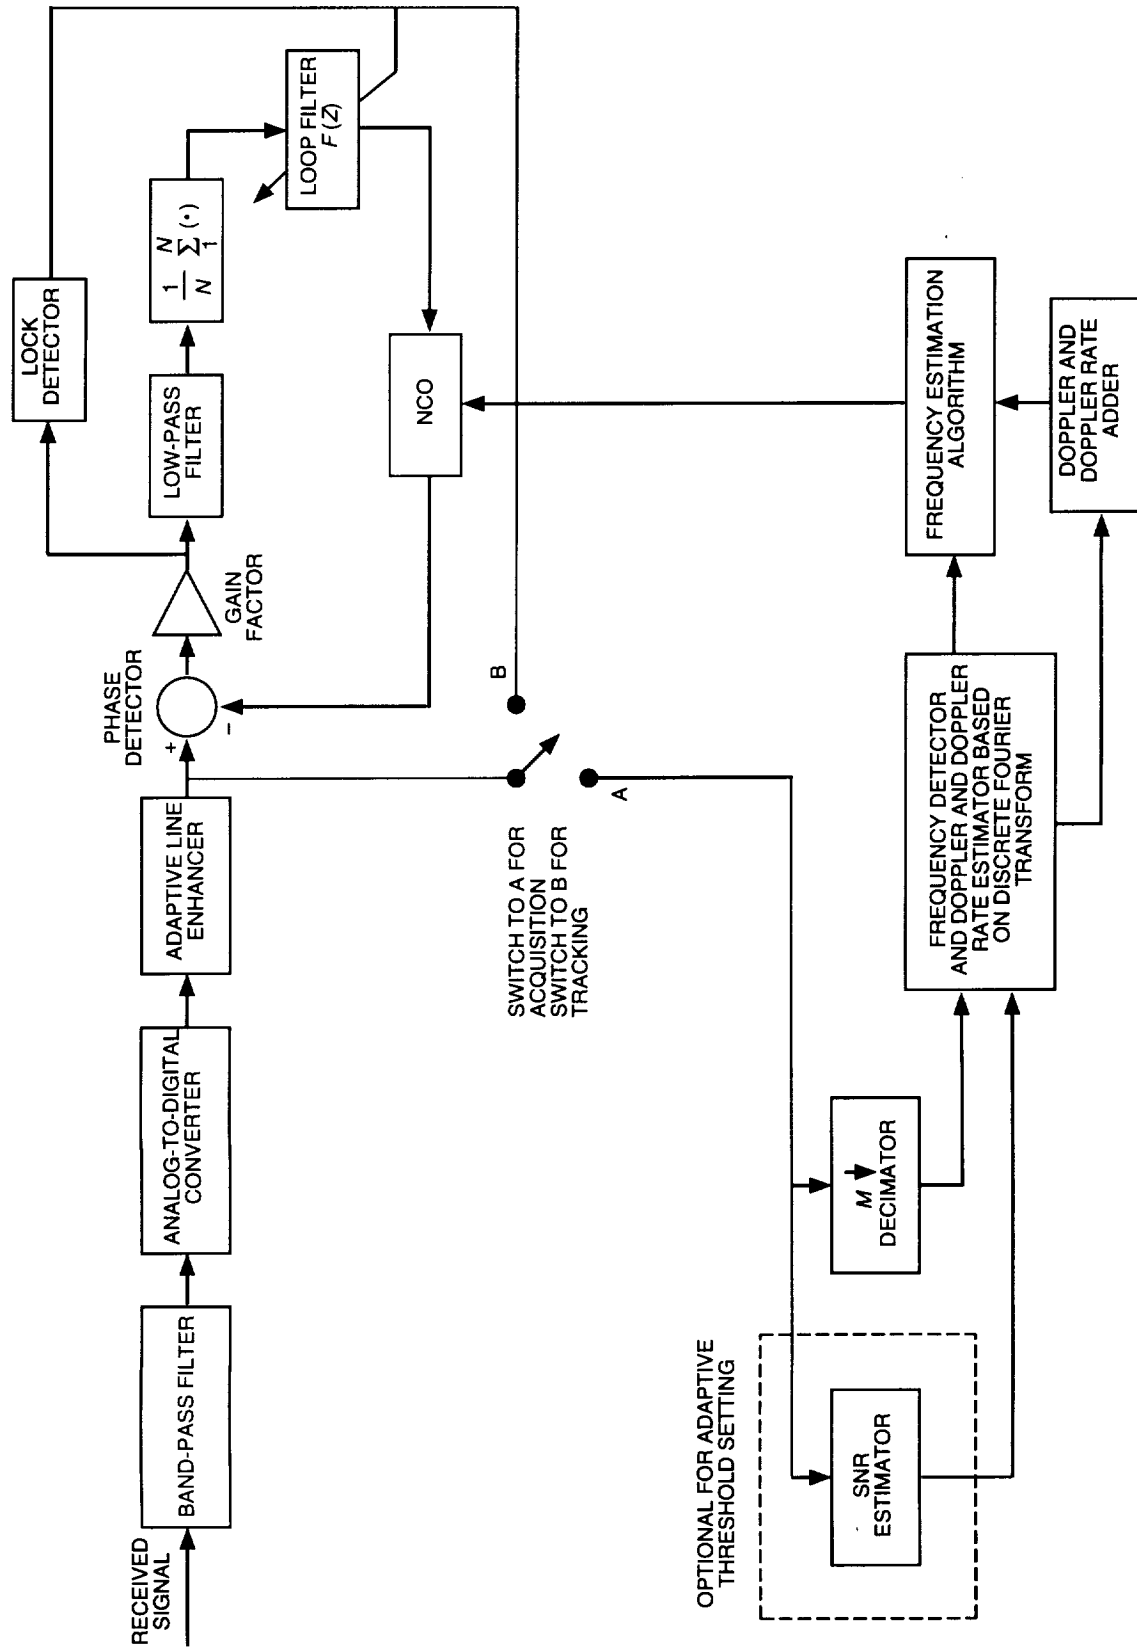 RECEIVED
SIGNAL
BAND-PASS FILTER
ANALOG-TO-DIGITAL
CONVERTER
ADAPTIVE LINE
ENHANCER
PHASE
DETECTOR
+
−
GAIN
FACTOR
LOCK
DETECTOR
LOW-PASS
FILTER
1/N N Σ 1 (•)
LOOP FILTER
F(Z)
NCO
SWITCH TO A FOR
ACQUISITION
SWITCH TO B FOR
TRACKING
A
B
OPTIONAL FOR ADAPTIVE
THRESHOLD SETTING
SNR
ESTIMATOR
M
DECIMATOR
FREQUENCY DETECTOR
AND DOPPLER AND DOPPLER
RATE ESTIMATOR BASED
ON DISCRETE FOURIER
TRANSFORM
FREQUENCY ESTIMATION
ALGORITHM
DOPPLER AND
DOPPLER RATE
ADDER